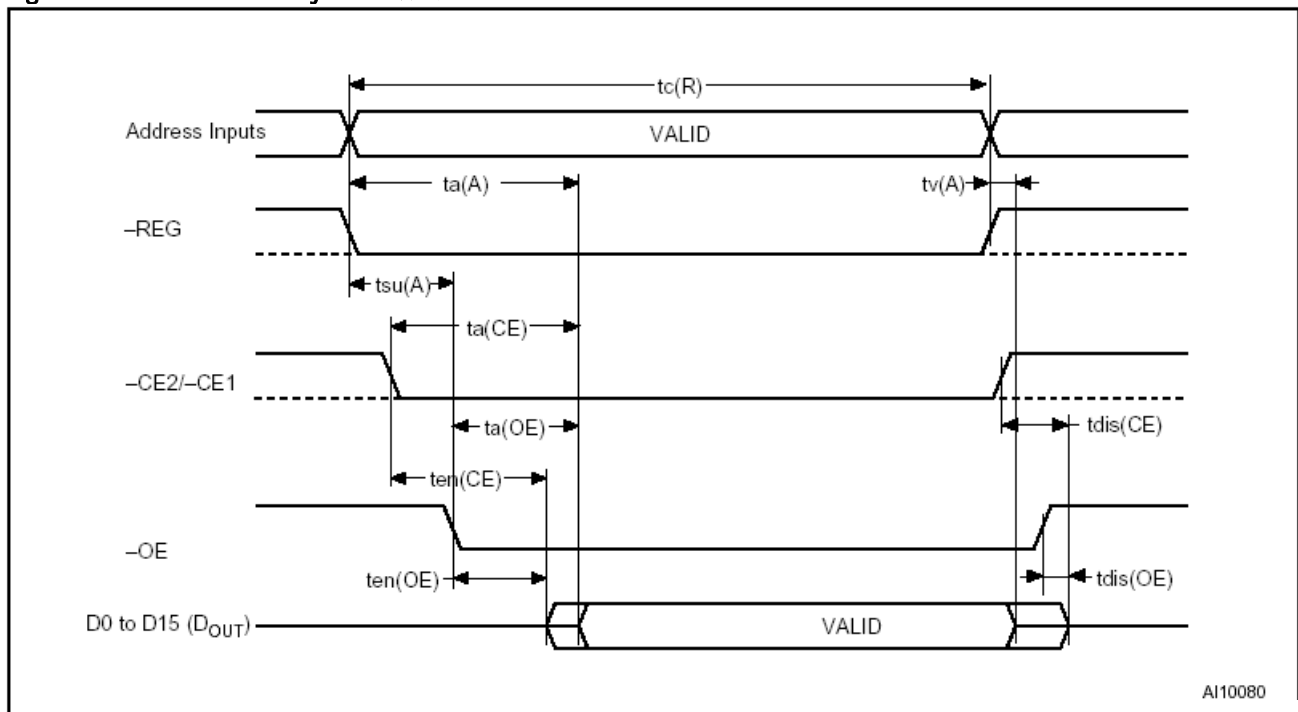 tc(R)
Address Inputs
VALID
ta(A)
tv(A)
–REG
tsu(A)
ta(CE)
–CE2/–CE1
ta(OE)
tdis(CE)
ten(CE)
–OE
ten(OE)
tdis(OE)
D0 to D15 (DOUT)
VALID
AI10080